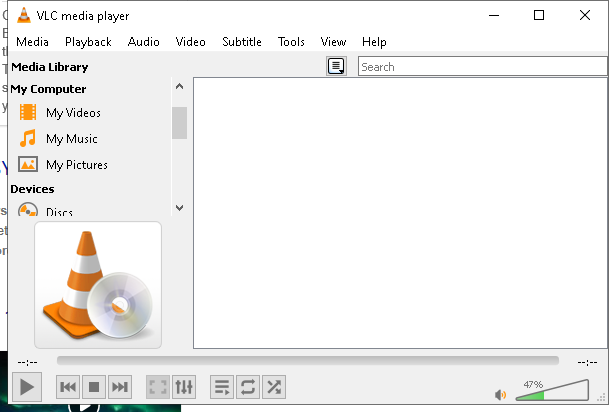 VLC media player
Media Playback Audio Video Subtitle Tools View Help
Media Library
Search
My Computer
My Videos
My Music
My Pictures
Devices
Discs
--:--
--:--
47%